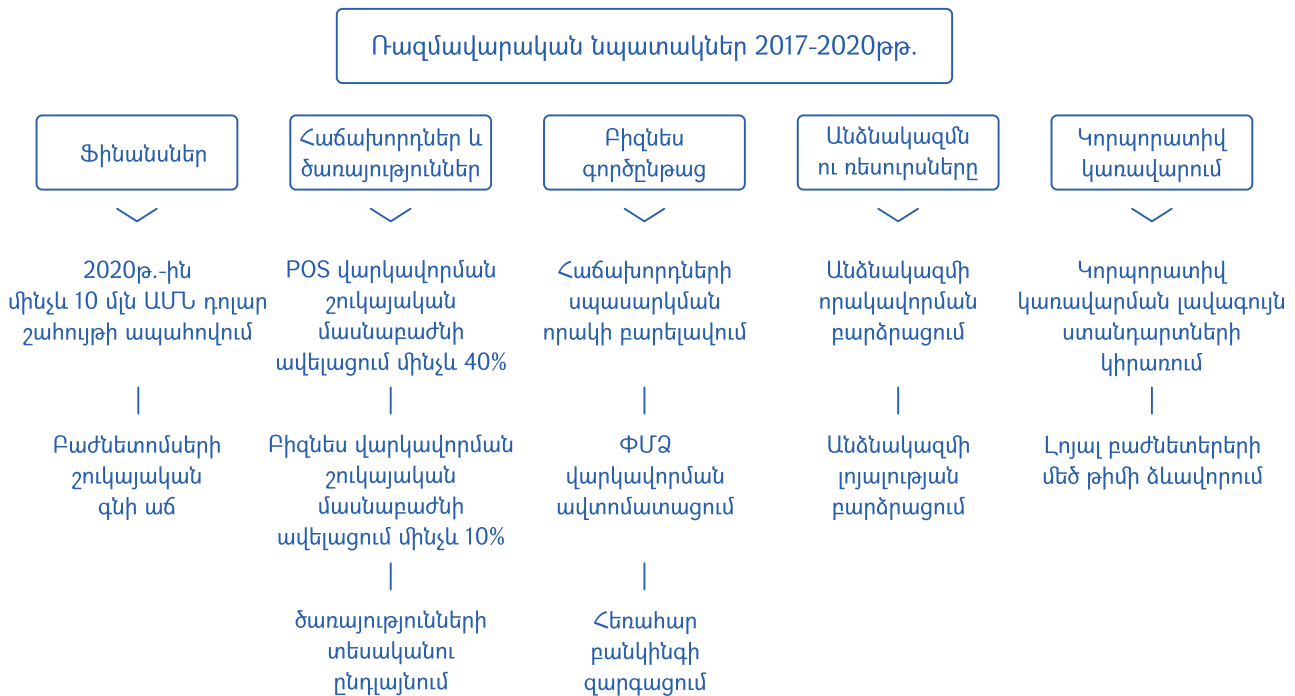 Ռազմավարական նպատակներ 2017-2020թթ.
Ֆինանսներ
2020թ.-ին
մինչև 10 մլն ԱՄՆ դոլար
շահույթի ապահովում
Բաժնետոմսերի
շուկայական
գնի աճ
Հաճախորդներ և
ծառայություններ
POS վարկավորման
շուկայական
մասնաբաժնի
ավելացում մինչև 40%
Բիզնես վարկավորման
շուկայական
մասնաբաժնի
ավելացում մինչև 10%
ծառայությունների
տեսականու
ընդլայնում
Բիզնես
գործընթաց
Հաճախորդների
սպասարկման
որակի բարելավում
ՓՄՁ
վարկավորման
ավտոմատացում
Հեռահար
բանկինգի
զարգացում
Անձնակազմն
ու ռեսուրսները
Անձնակազմի
որակավորման
բարձրացում
Անձնակազմի
լոյալության
բարձրացում
Կորպորատիվ
կառավարում
Կորպորատիվ
կառավարման լավագույն
ստանդարտների
կիրառում
Լոյալ բաժնետերերի
մեծ թիմի ձևավորում